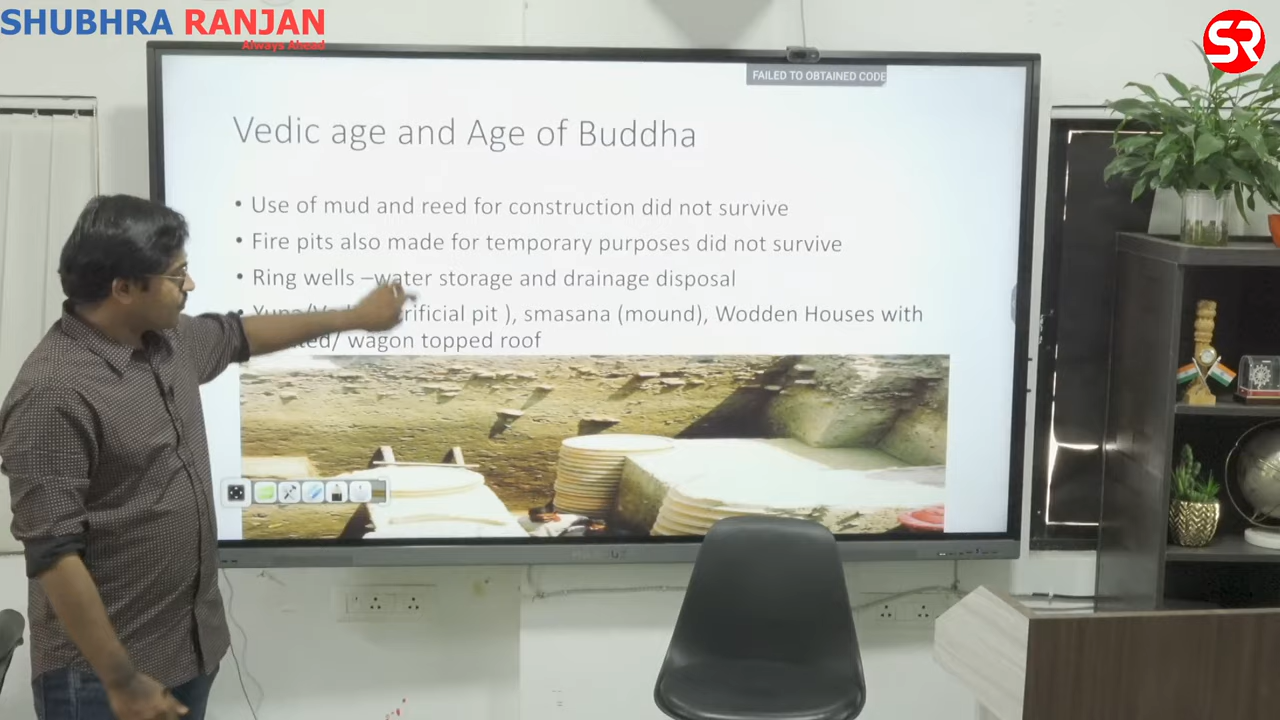 SHUBHRA RANJAN
Always Ahead
SR
FAILED TO OBTAINED CODE
Vedic age and Age of Buddha
• Use of mud and reed for construction did not survive
• Fire pits also made for temporary purposes did not survive
• Ring wells –water storage and drainage disposal
pit ), smasana (mound), Wodden Houses with
wagon topped roof